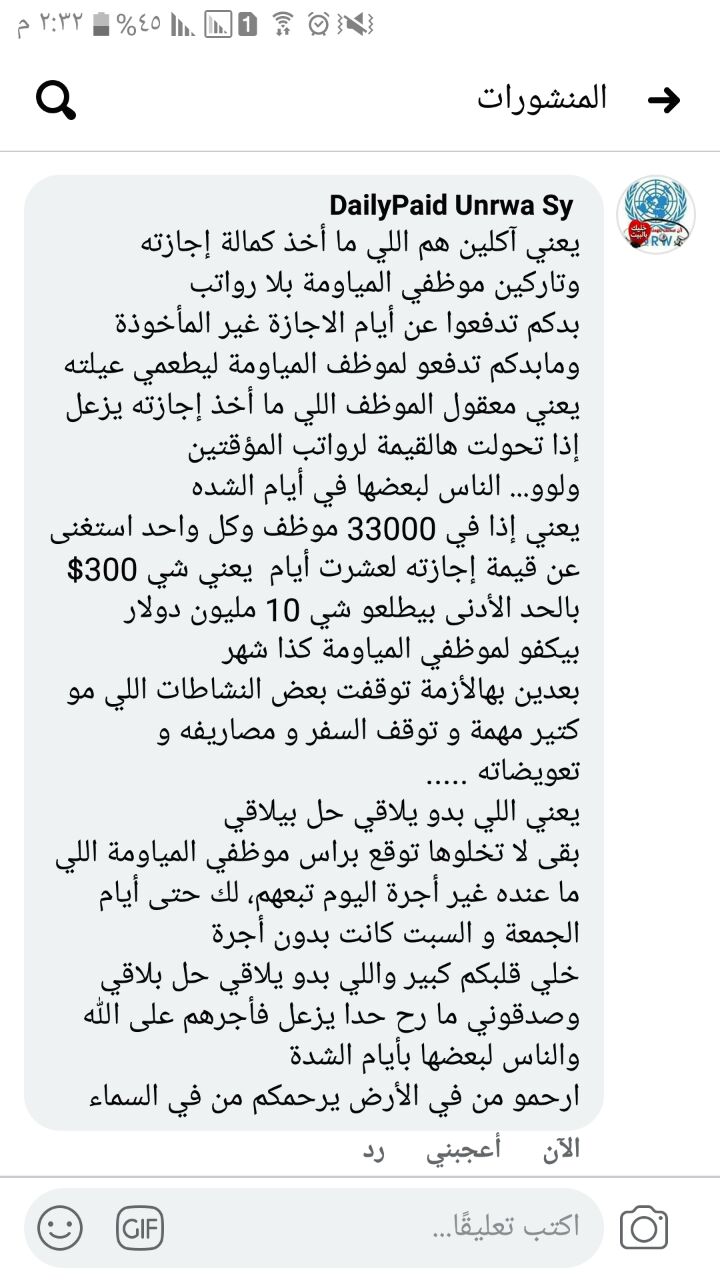 ٢:٣٢ م
%٤٥
1
المنشورات
DailyPaid Unrwa Sy
يعني آكلين هم اللي ما أخذ كمالة إجازته
وتاركين موظفي المياومة بلا رواتب
بدكم تدفعوا عن أيام الاجازة غير المأخوذة
ومابدكم تدفعو لموظف المياومة ليطعمي عيلته
يعني معقول الموظف اللي ما أخذ إجازته يزعل
إذا تحولت هالقيمة لرواتب المؤقتين
ولوو... الناس لبعضها في أيام الشده
يعني إذا في 33000 موظف وكل واحد استغنى
عن قيمة إجازته لعشرت أيام يعني شي 300$
بالحد الأدنى بيطلعو شي 10 مليون دولار
بيكفو لموظفي المياومة كذا شهر
بعدين بهالأزمة توقفت بعض النشاطات اللي مو
كتير مهمة و توقف السفر و مصاريفه و
تعويضاته .....
يعني اللي بدو يلاقي حل بيلاقي
بقى لا تخلوها توقع براس موظفي المياومة اللي
ما عنده غير أجرة اليوم تبعهم، لك حتى أيام
الجمعة و السبت كانت بدون أجرة
خلي قلبكم كبير واللي بدو يلاقي حل بلاقي
وصدقوني ما رح حدا يزعل فأجرهم على الله
والناس لبعضها بأيام الشدة
ارحمو من في الأرض يرحمكم من في السماء
الآن أعجبني رد
اكتب تعليقًا...
GIF